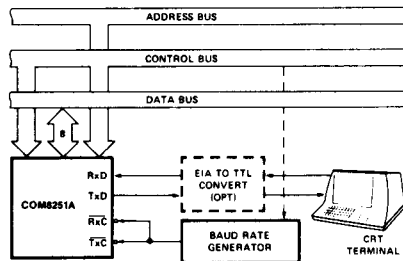 ADDRESS BUS
CONTROL BUS
DATA BUS
8
COM8251A
RxD
TxD
RxC
TxC
EIA TO TTL
CONVERT
(OPT)
BAUD RATE
GENERATOR
CRT
TERMINAL